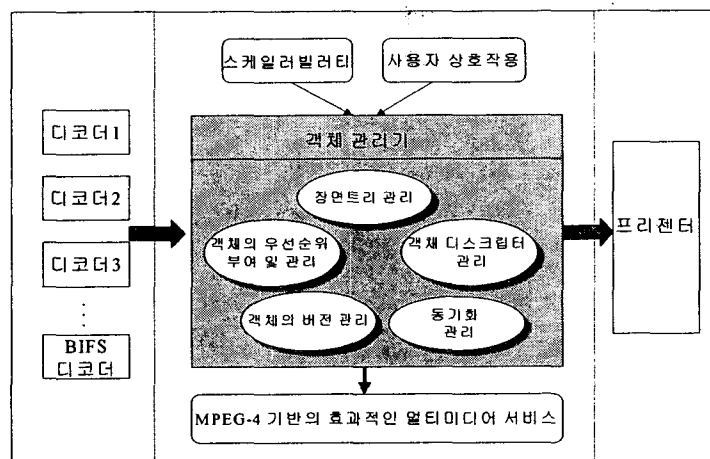 스케일러빌러티
사용자 상호작용
디코더1
디코더2
디코더3
BIFS
디코더
객체 관리기
장면트리 관리
객체의 우선순위
부여 및 관리
객체 디스크립터
관리
객체의 버전 관리
동기화
관리
프리젠터
MPEG-4 기반의 효과적인 멀티미디어 서비스